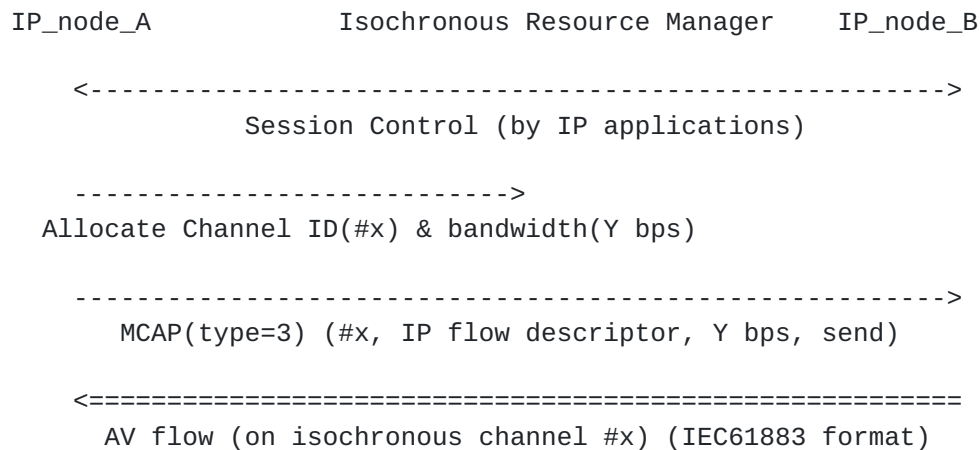 IP_node_A            Isochronous Resource Manager    IP_node_B
<------------------------------------------------------->
Session Control (by IP applications)
---------------------------->
Allocate Channel ID(#x) & bandwidth(Y bps)
-------------------------------------------------------->
MCAP(type=3) (#x, IP flow descriptor, Y bps, send)
<========================================================
AV flow (on isochronous channel #x) (IEC61883 format)